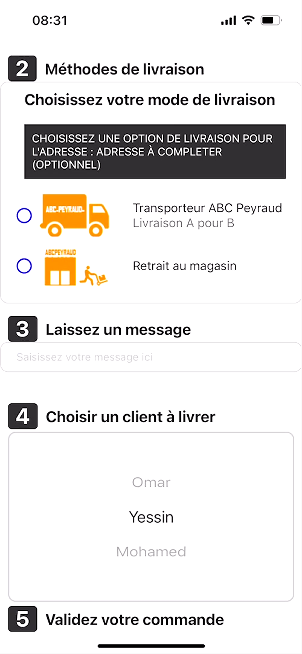 08:31
2 Méthodes de livraison
Choisissez votre mode de livraison
CHOISISSEZ UNE OPTION DE LIVRAISON POUR
L'ADRESSE : ADRESSE À COMPLETER
(OPTIONNEL)
ABC-PEYRAUD
Transporteur ABC Peyraud
Livraison A pour B
ABCPEYRAUD
Retrait au magasin
3 Laissez un message
Saisissez votre message ici
4 Choisir un client à livrer
Omar
Yessin
Mohamed
5 Validez votre commande